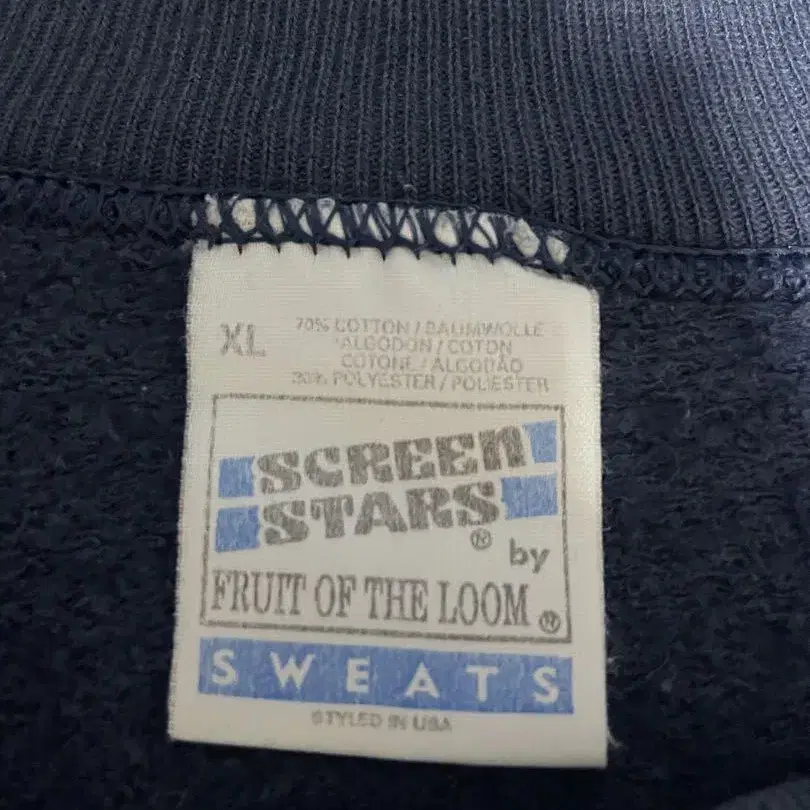 XL
70% COTTON / BAUMWOLLE
ALGODON / COTON
COTONE / ALGODÃO
30% POLYESTER / POLIESTER
SCREEN
STARS ®
by
FRUIT OF THE LOOM ®
SWEATS
STYLED IN USA